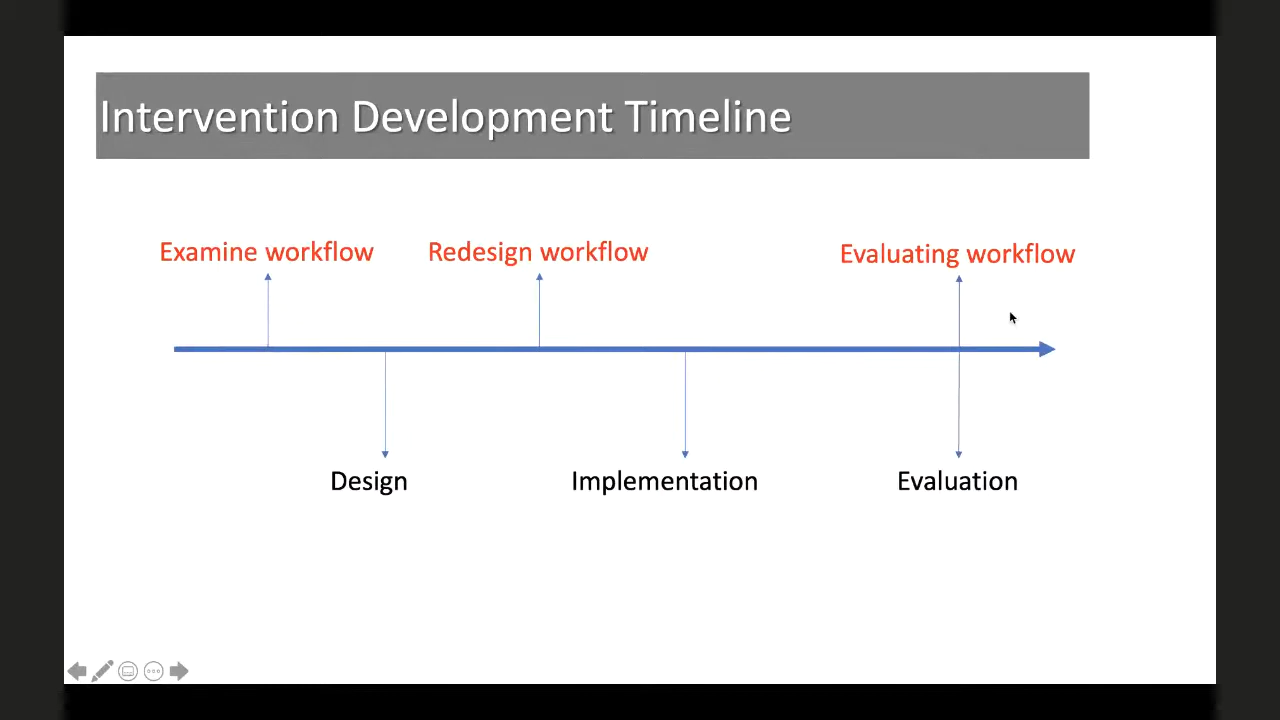 Intervention Development Timeline
Examine workflow
Redesign workflow
Evaluating workflow
Design
Implementation
Evaluation